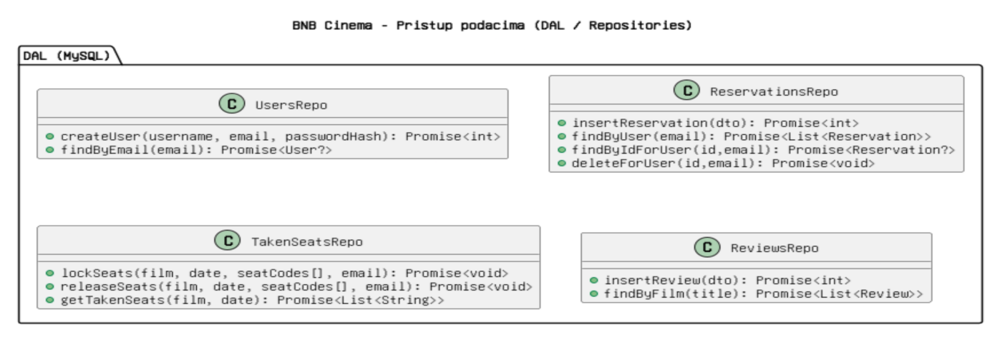 BNB Cinema - Pristup podacima (DAL / Repositories)
DAL (MySQL)
C UsersRepo
createUser(username, email, passwordHash): Promise<int>
findByEmail(email): Promise<User?>
C ReservationsRepo
insertReservation(dto): Promise<int>
findByUser(email): Promise<List<Reservation>>
findByIdForUser(id,email): Promise<Reservation?>
deleteForUser(id,email): Promise<void>
C TakenSeatsRepo
lockSeats(film, date, seatCodes[], email): Promise<void>
releaseSeats(film, date, seatCodes[], email): Promise<void>
getTakenSeats(film, date): Promise<List<String>>
C ReviewsRepo
insertReview(dto): Promise<int>
findByFilm(title): Promise<List<Review>>